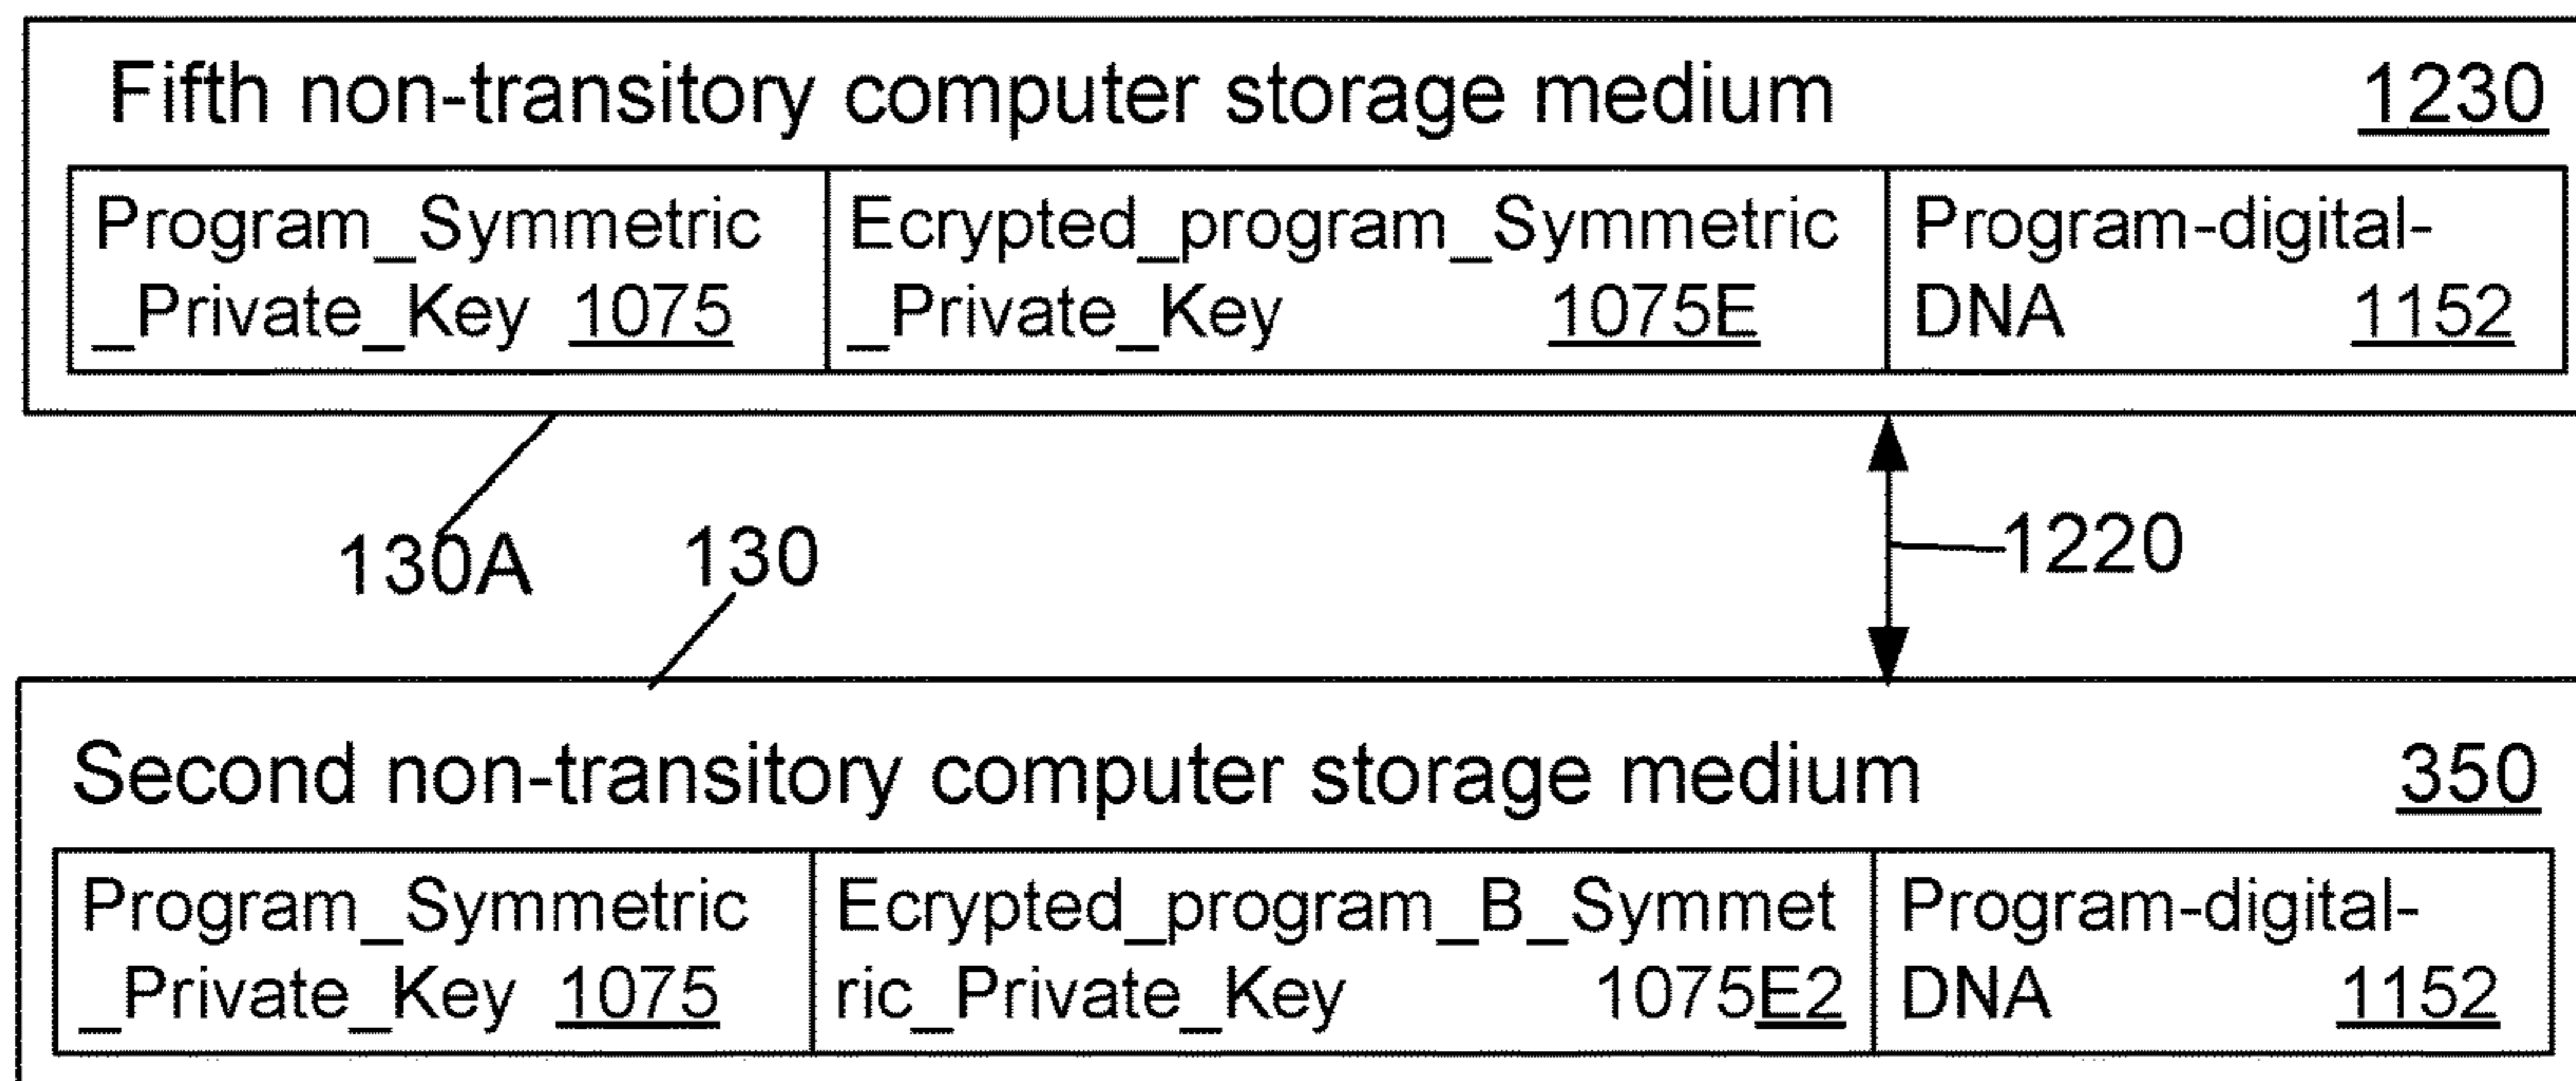 Fifth non-transitory computer storage medium 1230
Program_Symmetric
_Private_Key 1075
Ecrypted_program_Symmetric
_Private_Key 1075E
Program-digital-
DNA 1152
130A
130
1220
Second non-transitory computer storage medium 350
Program_Symmetric
_Private_Key 1075
Ecrypted_program_B_Symmet
ric_Private_Key 1075E2
Program-digital-
DNA 1152